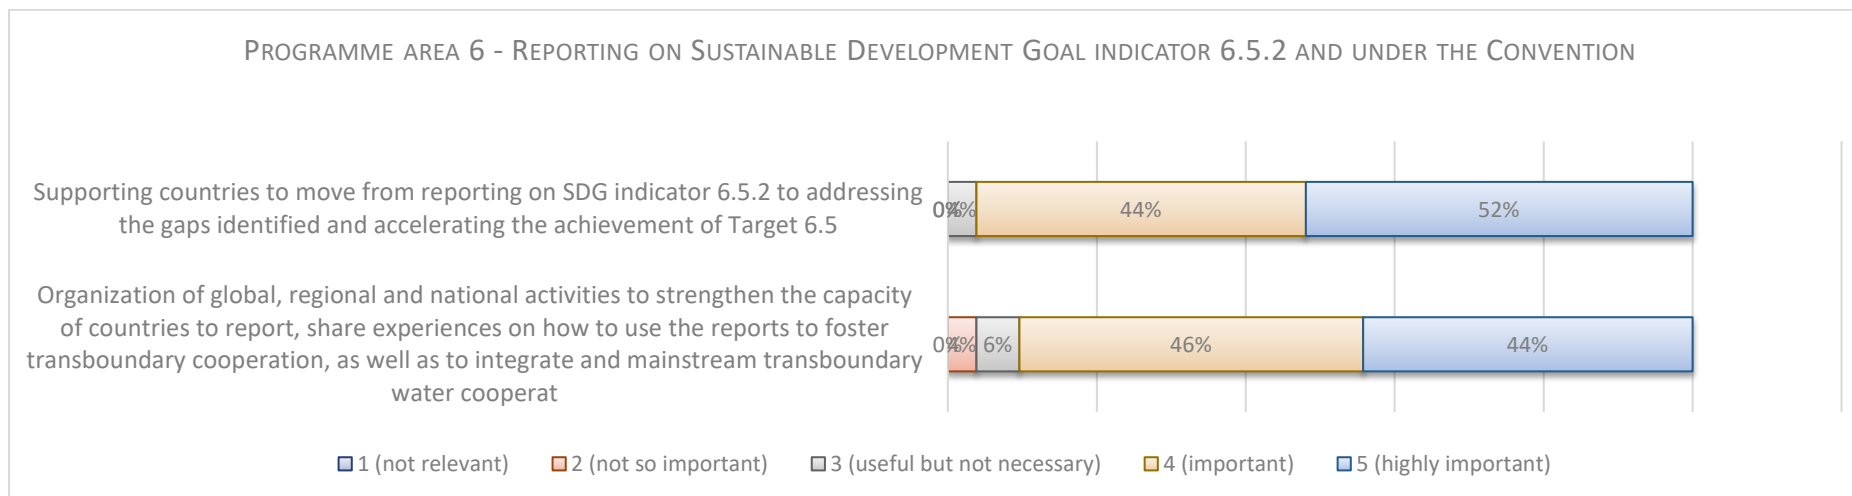 PROGRAMME AREA 6 - REPORTING ON SUSTAINABLE DEVELOPMENT GOAL INDICATOR 6.5.2 AND UNDER THE CONVENTION
Supporting countries to move from reporting on SDG indicator 6.5.2 to addressing
the gaps identified and accelerating the achievement of Target 6.5
0% 4% 44% 52%
Organization of global, regional and national activities to strengthen the capacity
of countries to report, share experiences on how to use the reports to foster
transboundary cooperation, as well as to integrate and mainstream transboundary
water cooperat
0% 4% 6% 46% 44%
1 (not relevant) 2 (not so important) 3 (useful but not necessary) 4 (important) 5 (highly important)